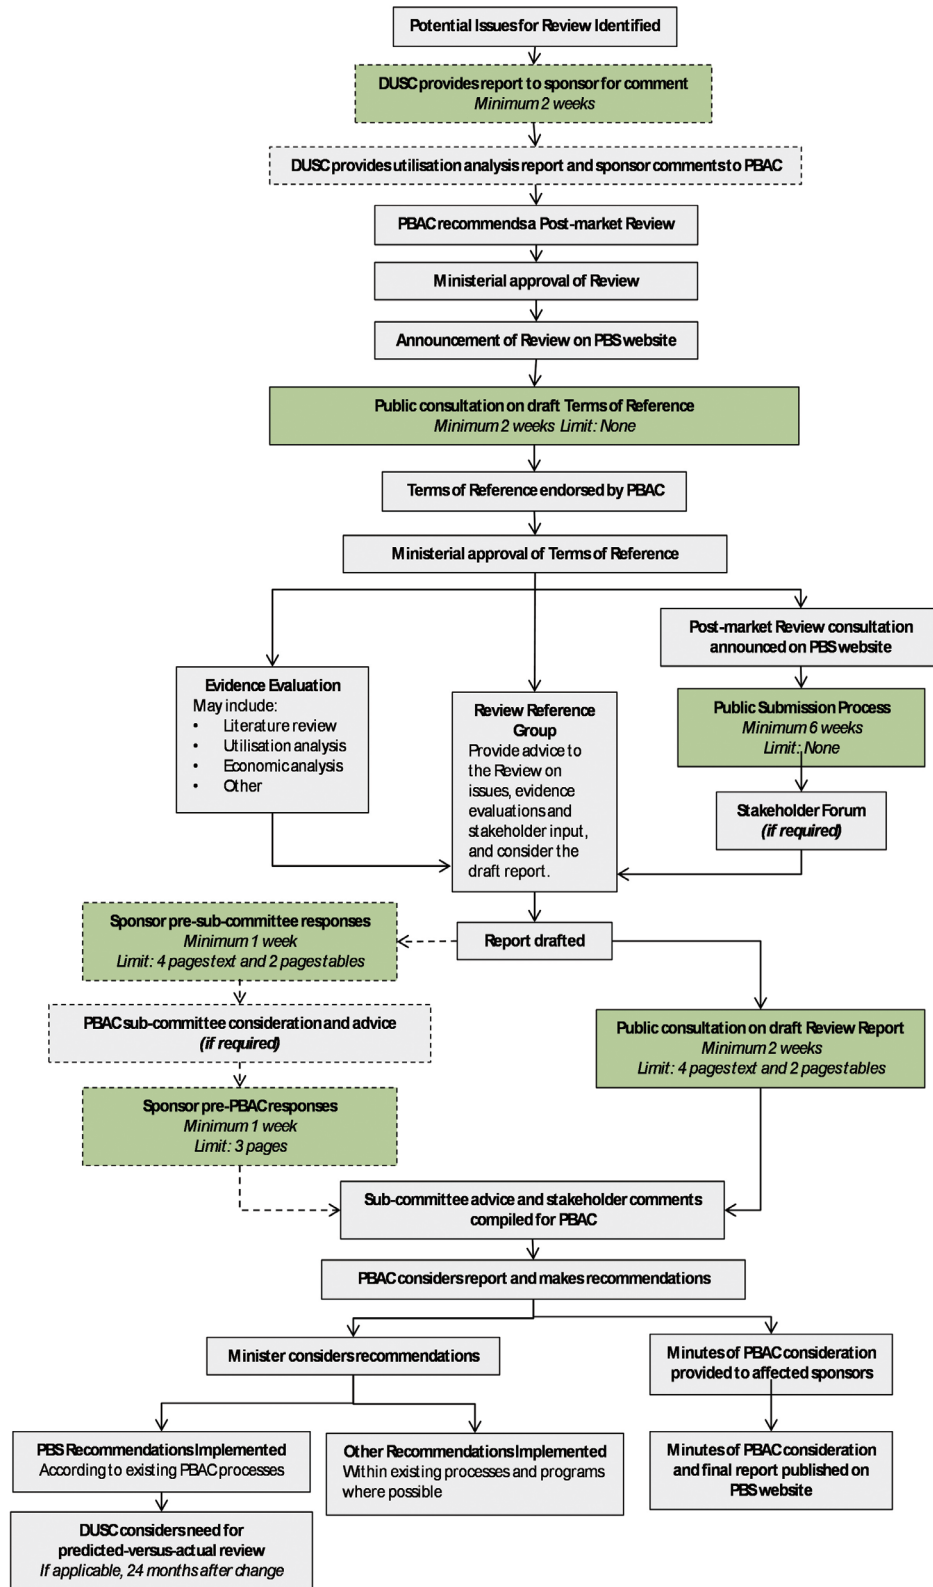 Potential Issues for Review Identified
DUSC provides report to sponsor for comment
Minimum 2 weeks
DUSC provides utilisation analysis report and sponsor comments to PBAC
PBAC recommends a Post-market Review
Ministerial approval of Review
Announcement of Review on PBS website
Public consultation on draft Terms of Reference
Minimum 2 weeks Limit: None
Terms of Reference endorsed by PBAC
Ministerial approval of Terms of Reference
Post-market Review consultation
announced on PBS website
Evidence Evaluation
May include:
• Literature review
• Utilisation analysis
• Economic analysis
• Other
Review Reference
Group
Provide advice to
the Review on
issues, evidence
evaluations and
stakeholder input,
and consider the
draft report.
Public Submission Process
Minimum 6 weeks
Limit: None
Stakeholder Forum
(if required)
Report drafted
Sponsor pre-sub-committee responses
Minimum 1 week
Limit: 4 pages text and 2 pages tables
PBAC sub-committee consideration and advice
(if required)
Sponsor pre-PBAC responses
Minimum 1 week
Limit: 3 pages
Public consultation on draft Review Report
Minimum 2 weeks
Limit: 4 pages text and 2 pages tables
Sub-committee advice and stakeholder comments
compiled for PBAC
PBAC considers report and makes recommendations
Minister considers recommendations
Minutes of PBAC consideration
provided to affected sponsors
PBS Recommendations Implemented
According to existing PBAC processes
Other Recommendations Implemented
Within existing processes and programs
where possible
Minutes of PBAC consideration
and final report published on
PBS website
DUSC considers need for
predicted-versus-actual review
If applicable, 24 months after change